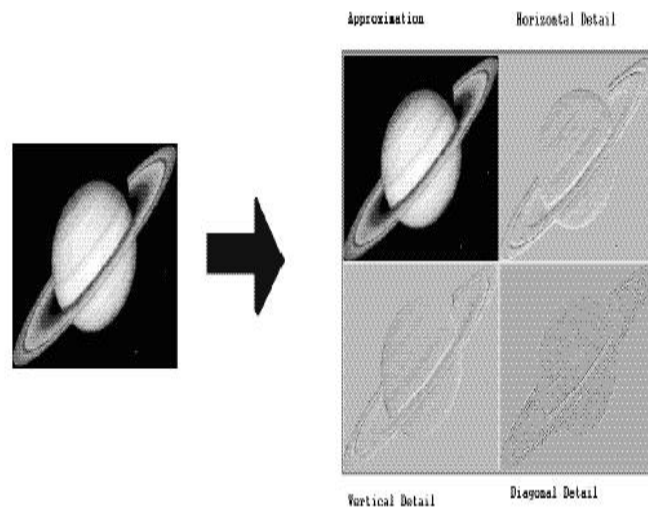 Approximation
Horizontal Detail
Vertical Detail
Diagonal Detail